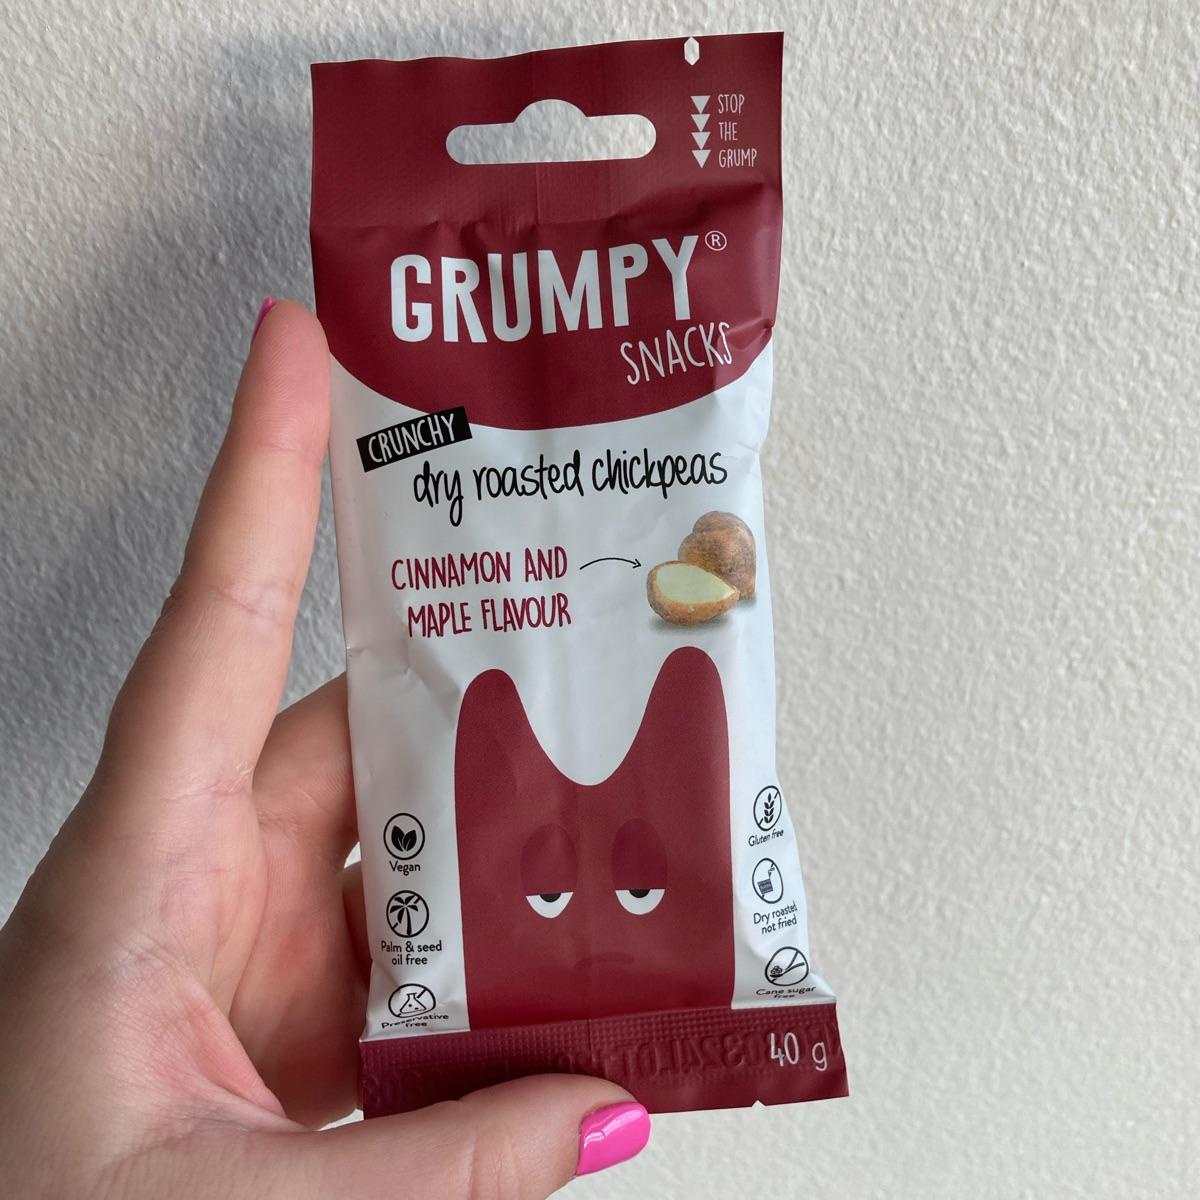 STOP
THE
GRUMP
GRUMPY®
SNACKS
CRUNCHY
dry roasted chickpeas
CINNAMON AND
MAPLE FLAVOUR
Vegan
Palm & seed
oil free
Preservative
free
Gluten free
Dry roasted
not fried
Cane sugar
free
40 g